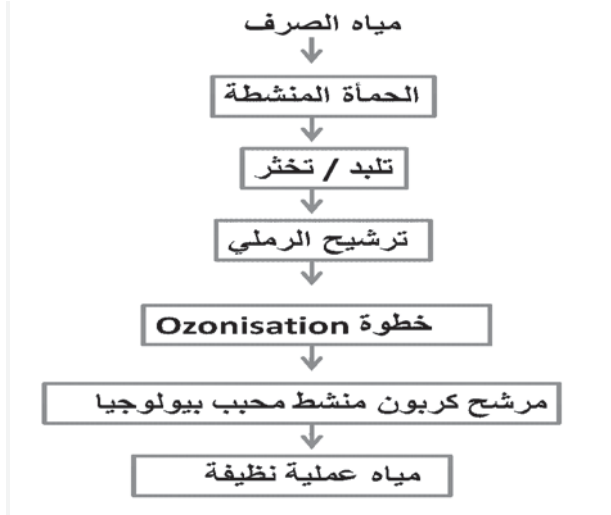 مياه الصرف
الحمأة المنشطة
تلبد / تخثر
ترشيح الرملي
خطوة Ozonisation
مرشح كربون منشط محبب بيولوجيا
مياه عملية نظيفة